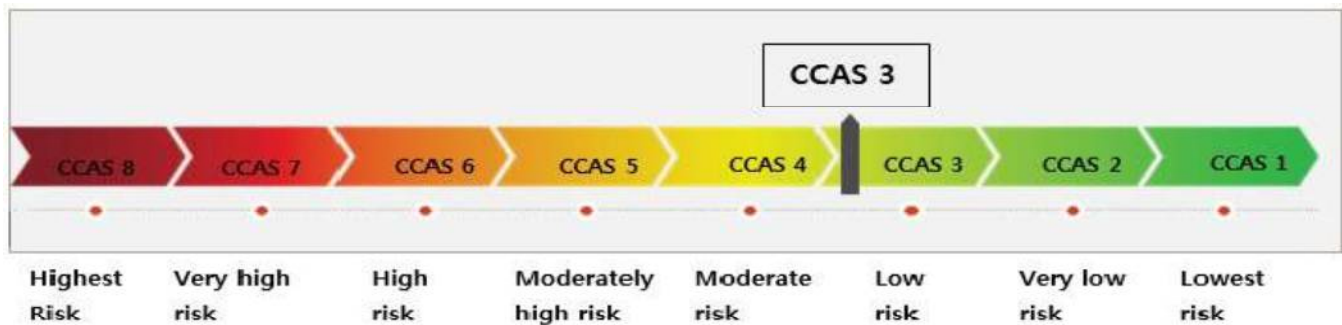 CCAS 3
CCAS 8 CCAS 7 CCAS 6 CCAS 5 CCAS 4 CCAS 3 CCAS 2 CCAS 1
Highest Very high High Moderately Moderate Low Very low Lowest
Risk risk risk high risk risk risk risk risk